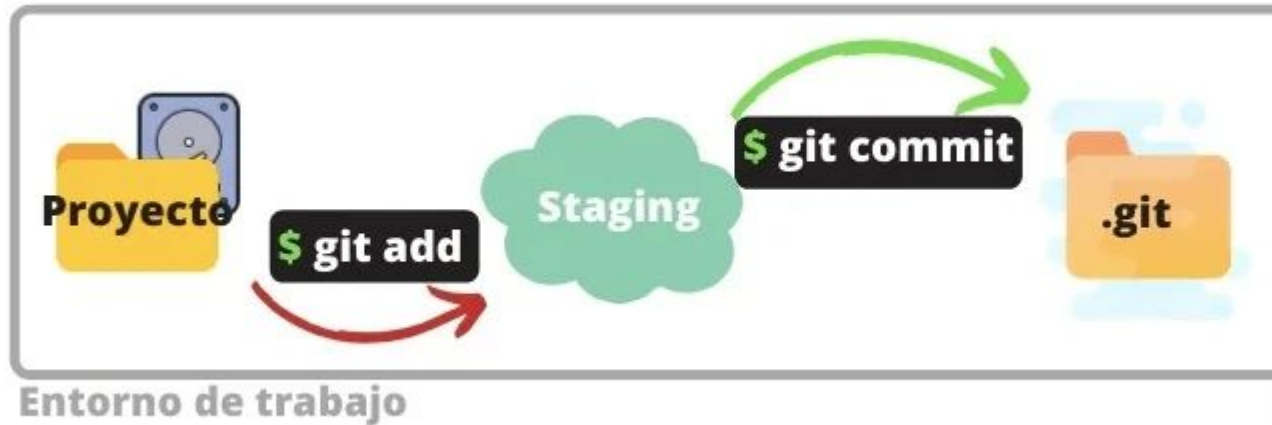 Proyecto
$ git add
Staging
$ git commit
.git
Entorno de trabajo